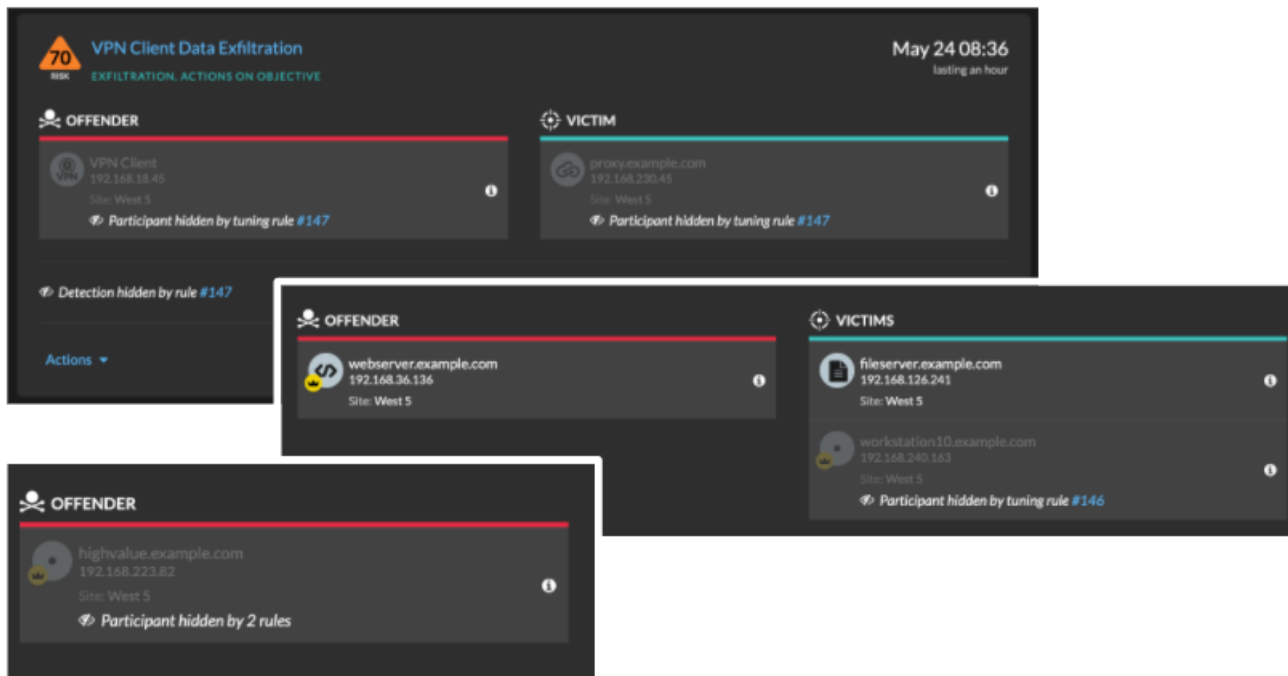 70
RISK
VPN Client Data Exfiltration
EXFILTRATION, ACTIONS ON OBJECTIVE
May 24 08:36
lasting an hour
OFFENDER
VPN
VPN Client
192.168.18.45
Site: West 5
Participant hidden by tuning rule #147
VICTIM
proxy.example.com
192.168.230.45
Site: West 5
Participant hidden by tuning rule #147
Detection hidden by rule #147
Actions
OFFENDER
webserver.example.com
192.168.36.136
Site: West 5
VICTIMS
fileserver.example.com
192.168.126.241
Site: West 5
workstation10.example.com
192.168.240.163
Site: West 5
Participant hidden by tuning rule #146
OFFENDER
highvalue.example.com
192.168.223.82
Site: West 5
Participant hidden by 2 rules